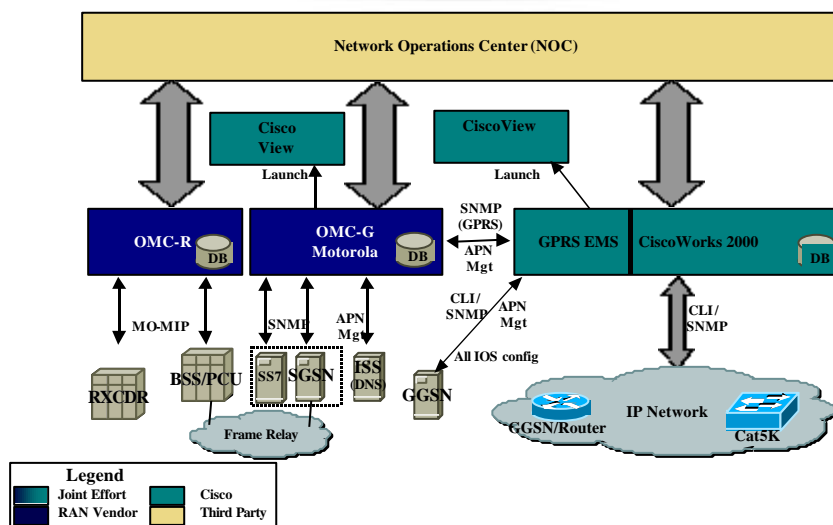 Network Operations Center (NOC)
Cisco
View
CiscoView
Launch
Launch
OMC-R
DB
OMC-G
Motorola
DB
SNMP
(GPRS)
APN
Mgt
GPRS EMS
CiscoWorks 2000
DB
MO-MIP
SNMP
APN
Mgt
CLI/
SNMP
APN
Mgt
CLI/
SNMP
All IOS config
RXCDR
BSS/PCU
SS7
SGSN
ISS
(DNS)
GGSN
Frame Relay
IP Network
GGSN/Router
Cat5K
Legend
Joint Effort
Cisco
RAN Vendor
Third Party